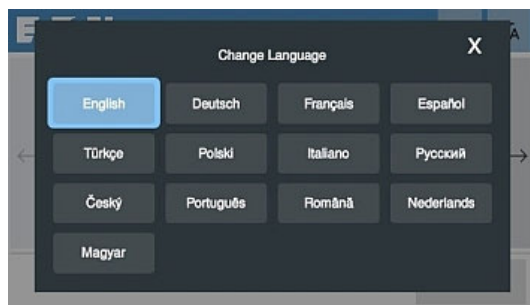 Change Language
X
English
Deutsch
Français
Español
Türkçe
Polski
Italiano
Русский
Český
Português
Română
Nederlands
Magyar